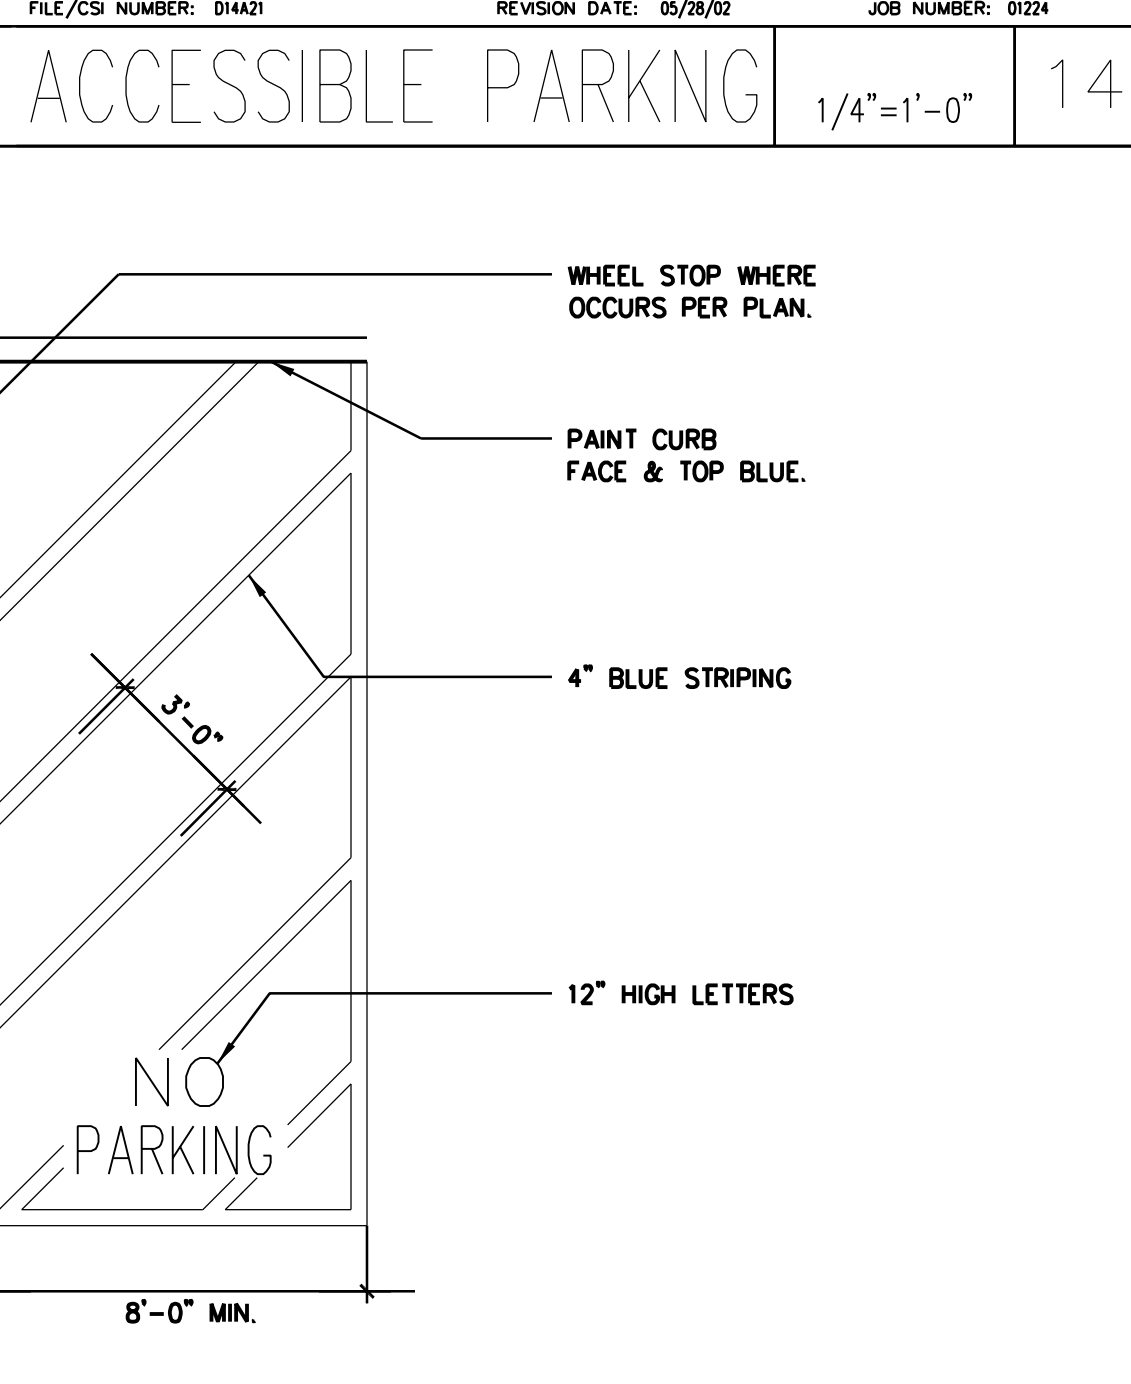 FILE/CSI NUMBER: D14A21 REVISION DATE: 05/28/02 JOB NUMBER: 01224
ACCESSIBLE PARKNG 1/4"=1'-0" 14
WHEEL STOP WHERE
OCCURS PER PLAN.
PAINT CURB
FACE & TOP BLUE.
4" BLUE STRIPING
3'-0"
12" HIGH LETTERS
NO
PARKING
8'-0" MIN.